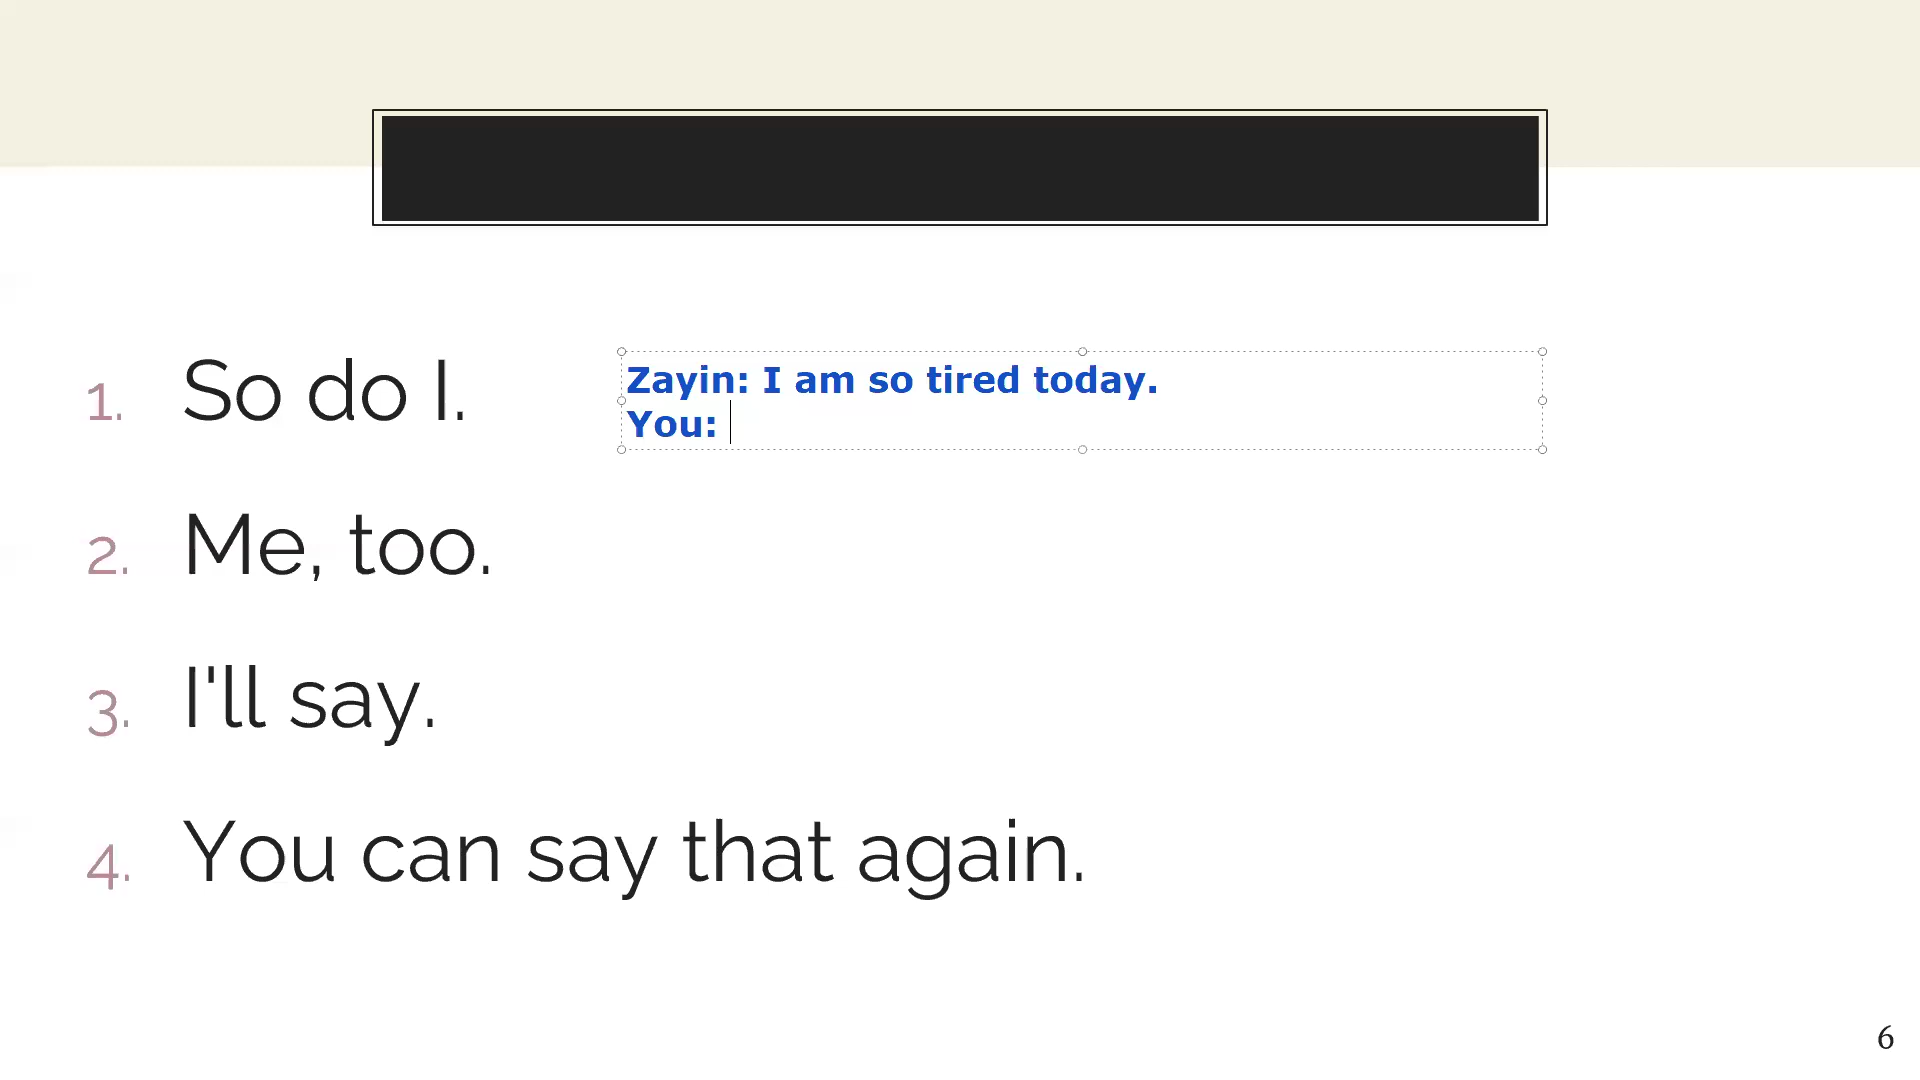 1. So do I.
Zayin: I am so tired today.
You:
2. Me, too.
3. I'll say.
4. You can say that again.
6